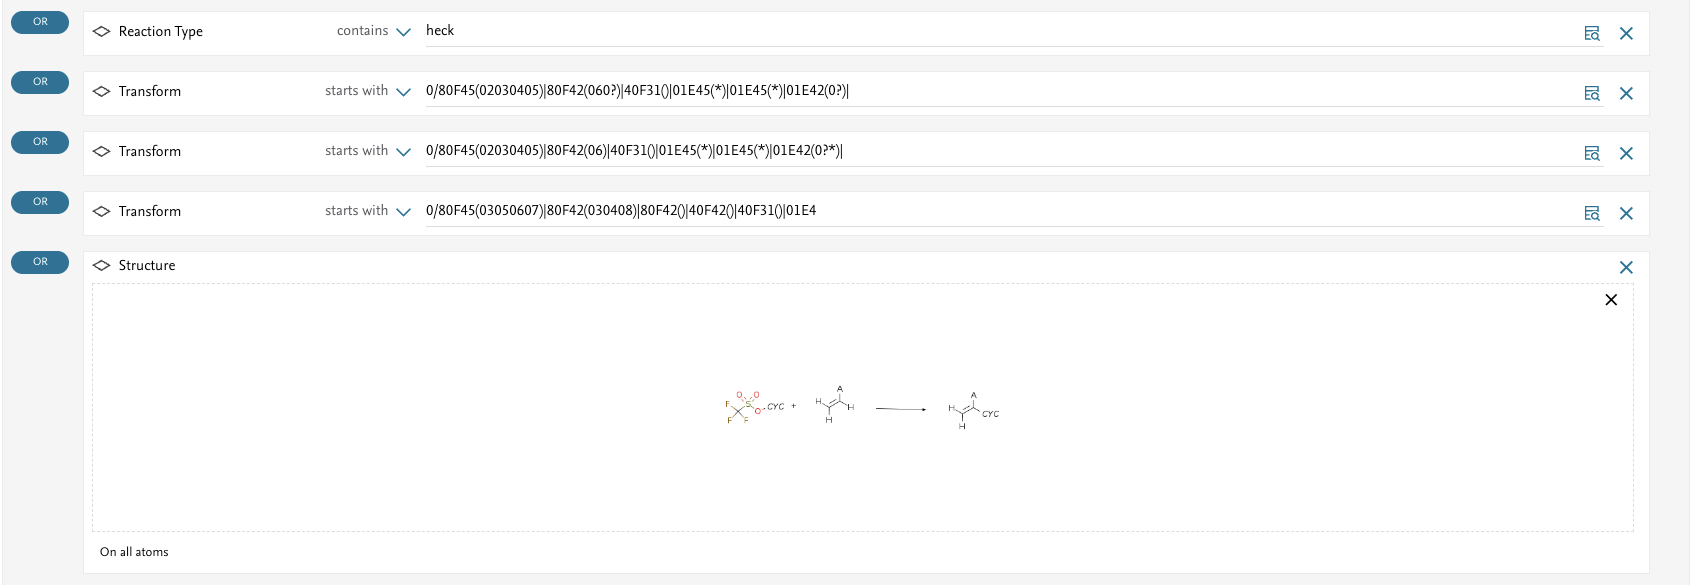 OR Reaction Type contains heck
OR Transform starts with 0/80F45(02030405)|80F42(060?)|40F31()|01E45(*)|01E45(*)|01E42(0?)|
OR Transform starts with 0/80F45(02030405)|80F42(06)|40F31()|01E45(*)|01E45(*)|01E42(0?*)|
OR Transform starts with 0/80F45(03050607)|80F42(030408)|80F42()|40F42()|40F31()|01E4
OR Structure
O O A A
F S O CYC + H H H H CYC
F F H H
On all atoms